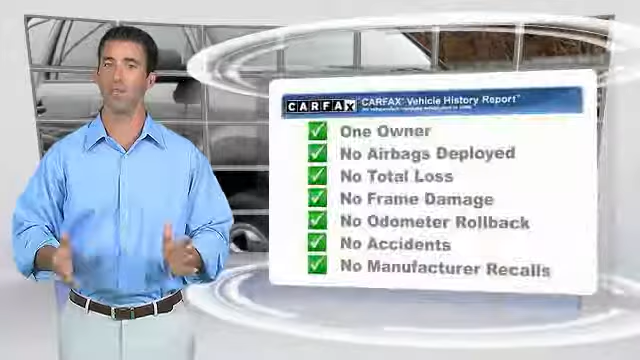 CARFAX CARFAX Vehicle History Report™
One Owner
No Airbags Deployed
No Total Loss
No Frame Damage
No Odometer Rollback
No Accidents
No Manufacturer Recalls